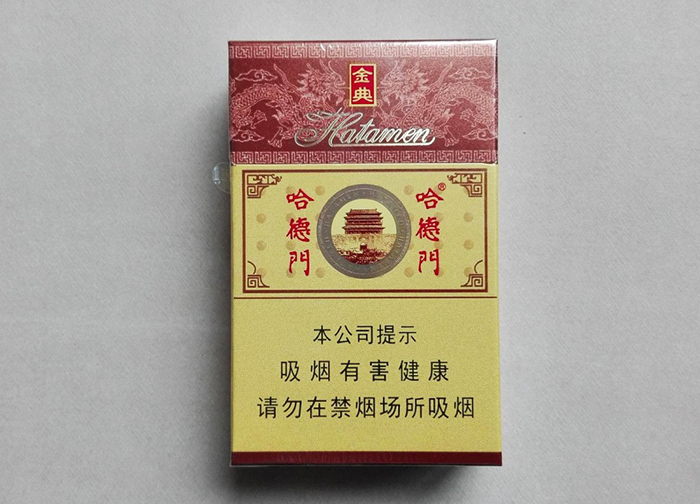 金典
Hatamen
哈德門
哈德門®
本公司提示
吸烟有害健康
请勿在禁烟场所吸烟